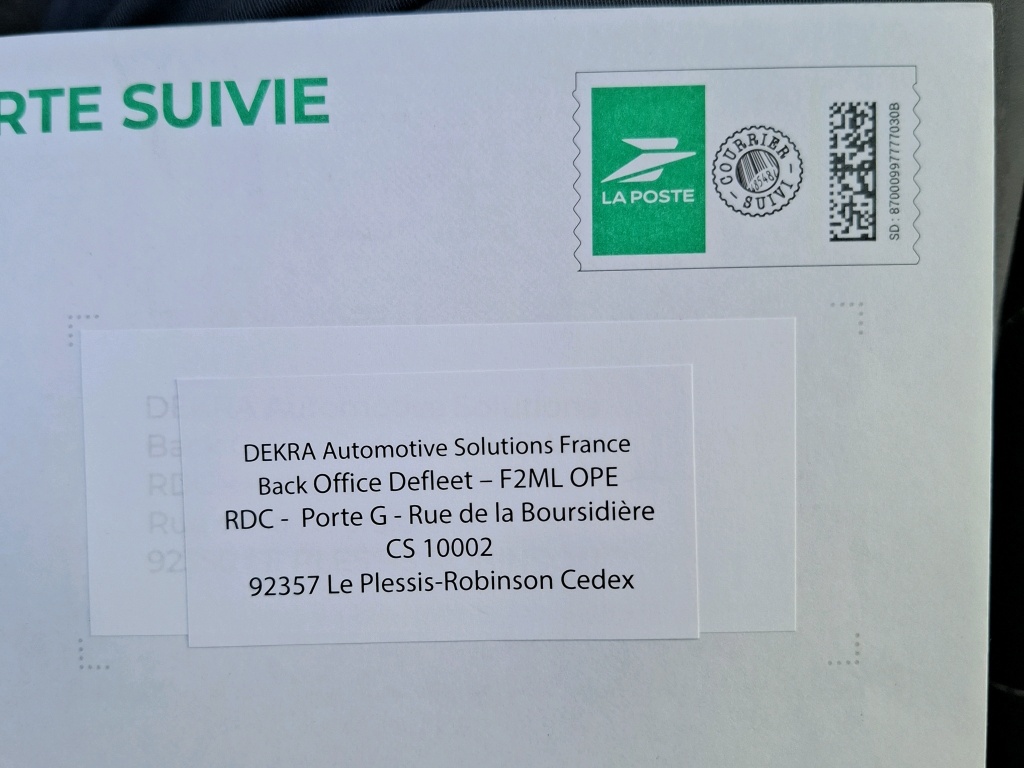 RTE SUIVIE
LA POSTE
COURRIER
SUIVI
SD : 87000997777030B
DEKRA Automotive Solutions France
Back Office Defleet – F2ML OPE
RDC - Porte G - Rue de la Boursidière
CS 10002
92357 Le Plessis-Robinson Cedex